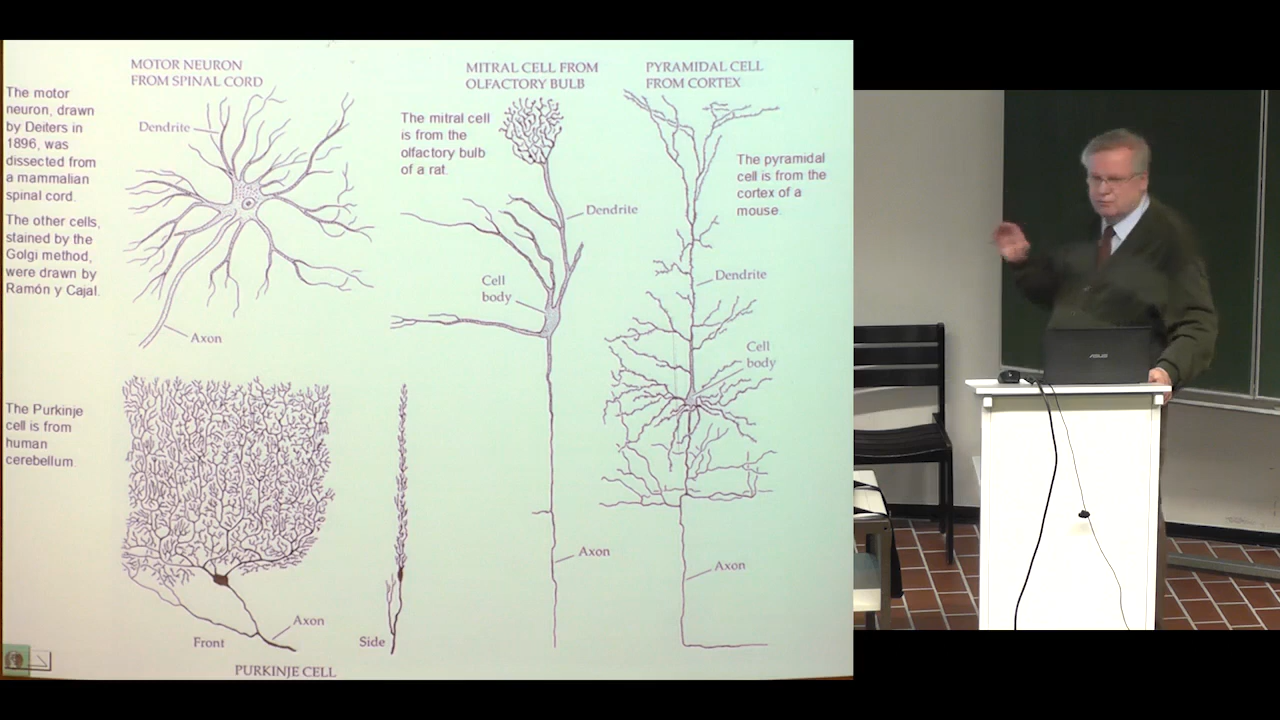 MOTOR NEURON
FROM SPINAL CORD
The motor
neuron, drawn
by Deiters in
1896, was
dissected from
a mammalian
spinal cord.
The other cells,
stained by the
Golgi method,
were drawn by
Ramón y Cajal.
Dendrite
Axon
MITRAL CELL FROM
OLFACTORY BULB
The mitral cell
is from the
olfactory bulb
of a rat.
Dendrite
Cell
body
Axon
PYRAMIDAL CELL
FROM CORTEX
The pyramidal
cell is from the
cortex of a
mouse.
Dendrite
Cell
body
Axon
The Purkinje
cell is from
human
cerebellum
Axon
Front
Side
PURKINJE CELL
ASUS